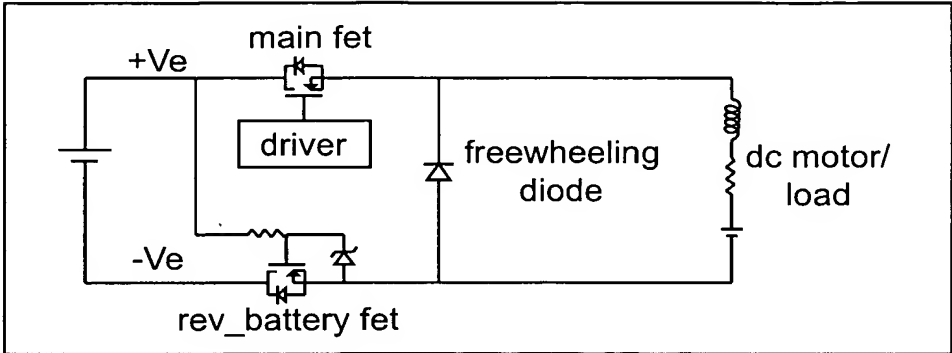 main fet
+Ve
driver
freewheeling
diode
dc motor/
load
-Ve
rev_battery fet